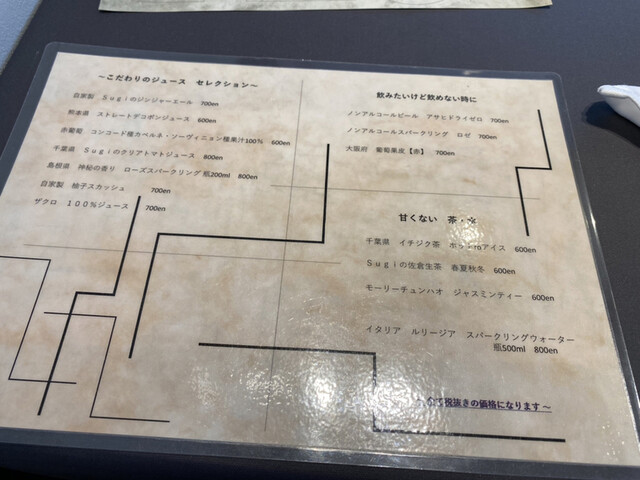 ~こだわりのジュース セレクション~
自家製 Sugiのジンジャーエール 700en
熊本県 ストレートデコポンジュース 600en
赤葡萄 コンコード種カベルネ・ソーヴィニョン種果汁100% 600en
千葉県 Sugiのクリアトマトジュース 800en
島根県 神秘の香り ローズスパークリング 瓶200ml 800en
自家製 柚子スカッシュ 700en
ザクロ 100%ジュース 700en
飲みたいけど飲めない時に
ノンアルコールビール アサヒドライゼロ 700en
ノンアルコールスパークリング ロゼ 700en
大阪府 葡萄果皮【赤】 700en
甘くない 茶・水
千葉県 イチジク茶 ホットorアイス 600en
Sugiの佐倉生茶 春夏秋冬 600en
モーリーチュンハオ ジャスミンティー 600en
イタリア ルリージア スパークリングウォーター
瓶500ml 800en
全て税抜きの価格になります~